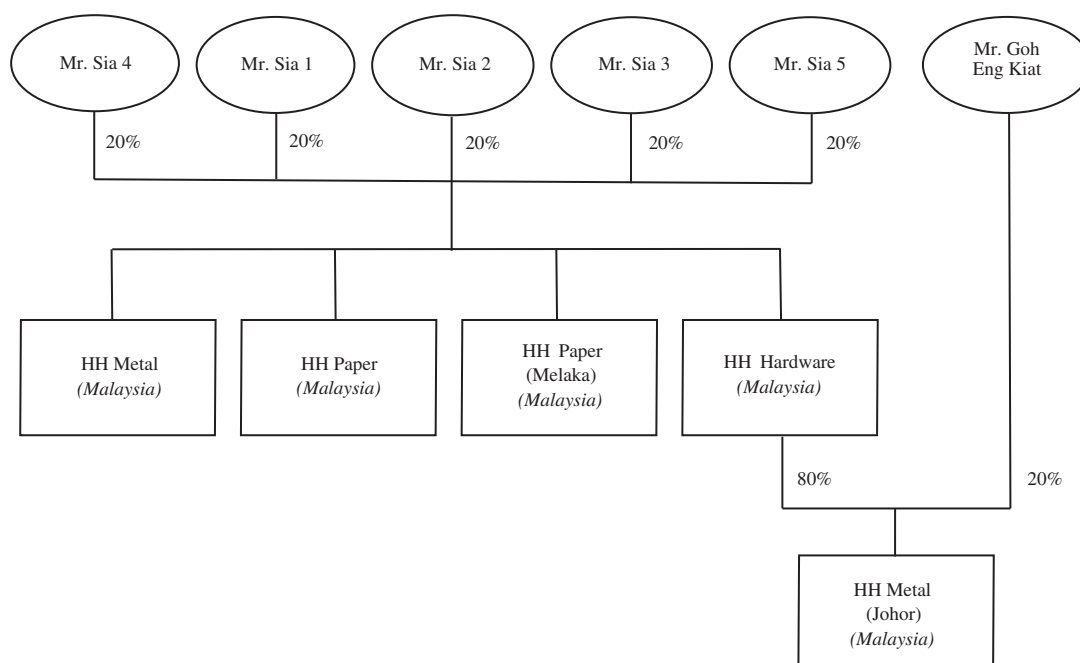 Mr. Sia 4
Mr. Sia 1
Mr. Sia 2
Mr. Sia 3
Mr. Sia 5
Mr. Goh
Eng Kiat
20%
20%
20%
20%
20%
HH Metal
(Malaysia)
HH Paper
(Malaysia)
HH Paper
(Melaka)
(Malaysia)
HH Hardware
(Malaysia)
80%
20%
HH Metal
(Johor)
(Malaysia)